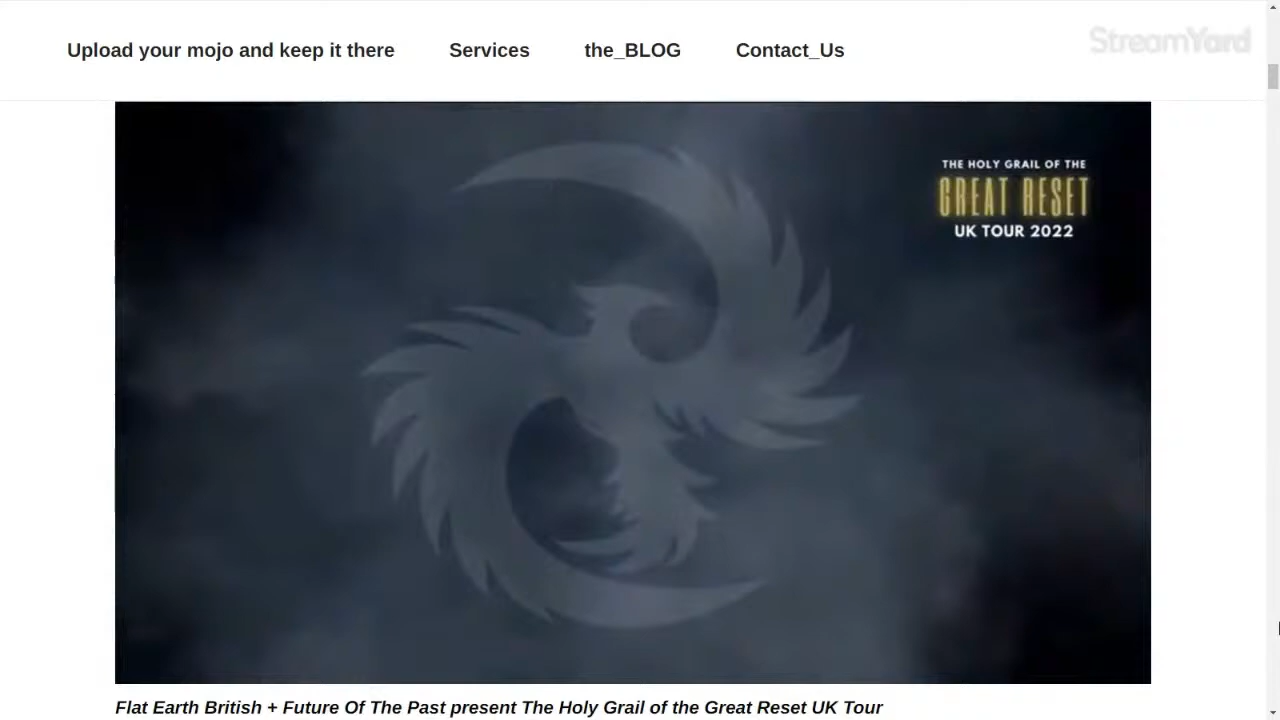 Upload your mojo and keep it there Services the_BLOG Contact_Us
StreamYard
THE HOLY GRAIL OF THE
GREAT RESET
UK TOUR 2022
Flat Earth British + Future Of The Past present The Holy Grail of the Great Reset UK Tour